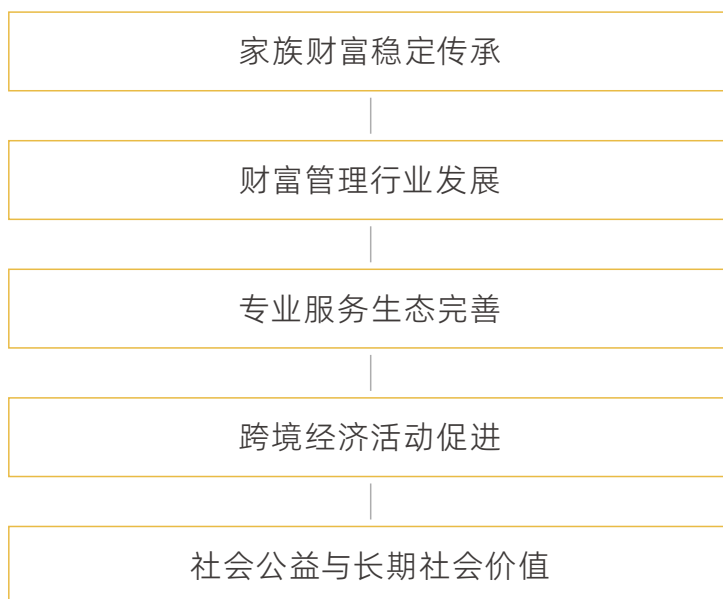 家族财富稳定传承
财富管理行业发展
专业服务生态完善
跨境经济活动促进
社会公益与长期社会价值